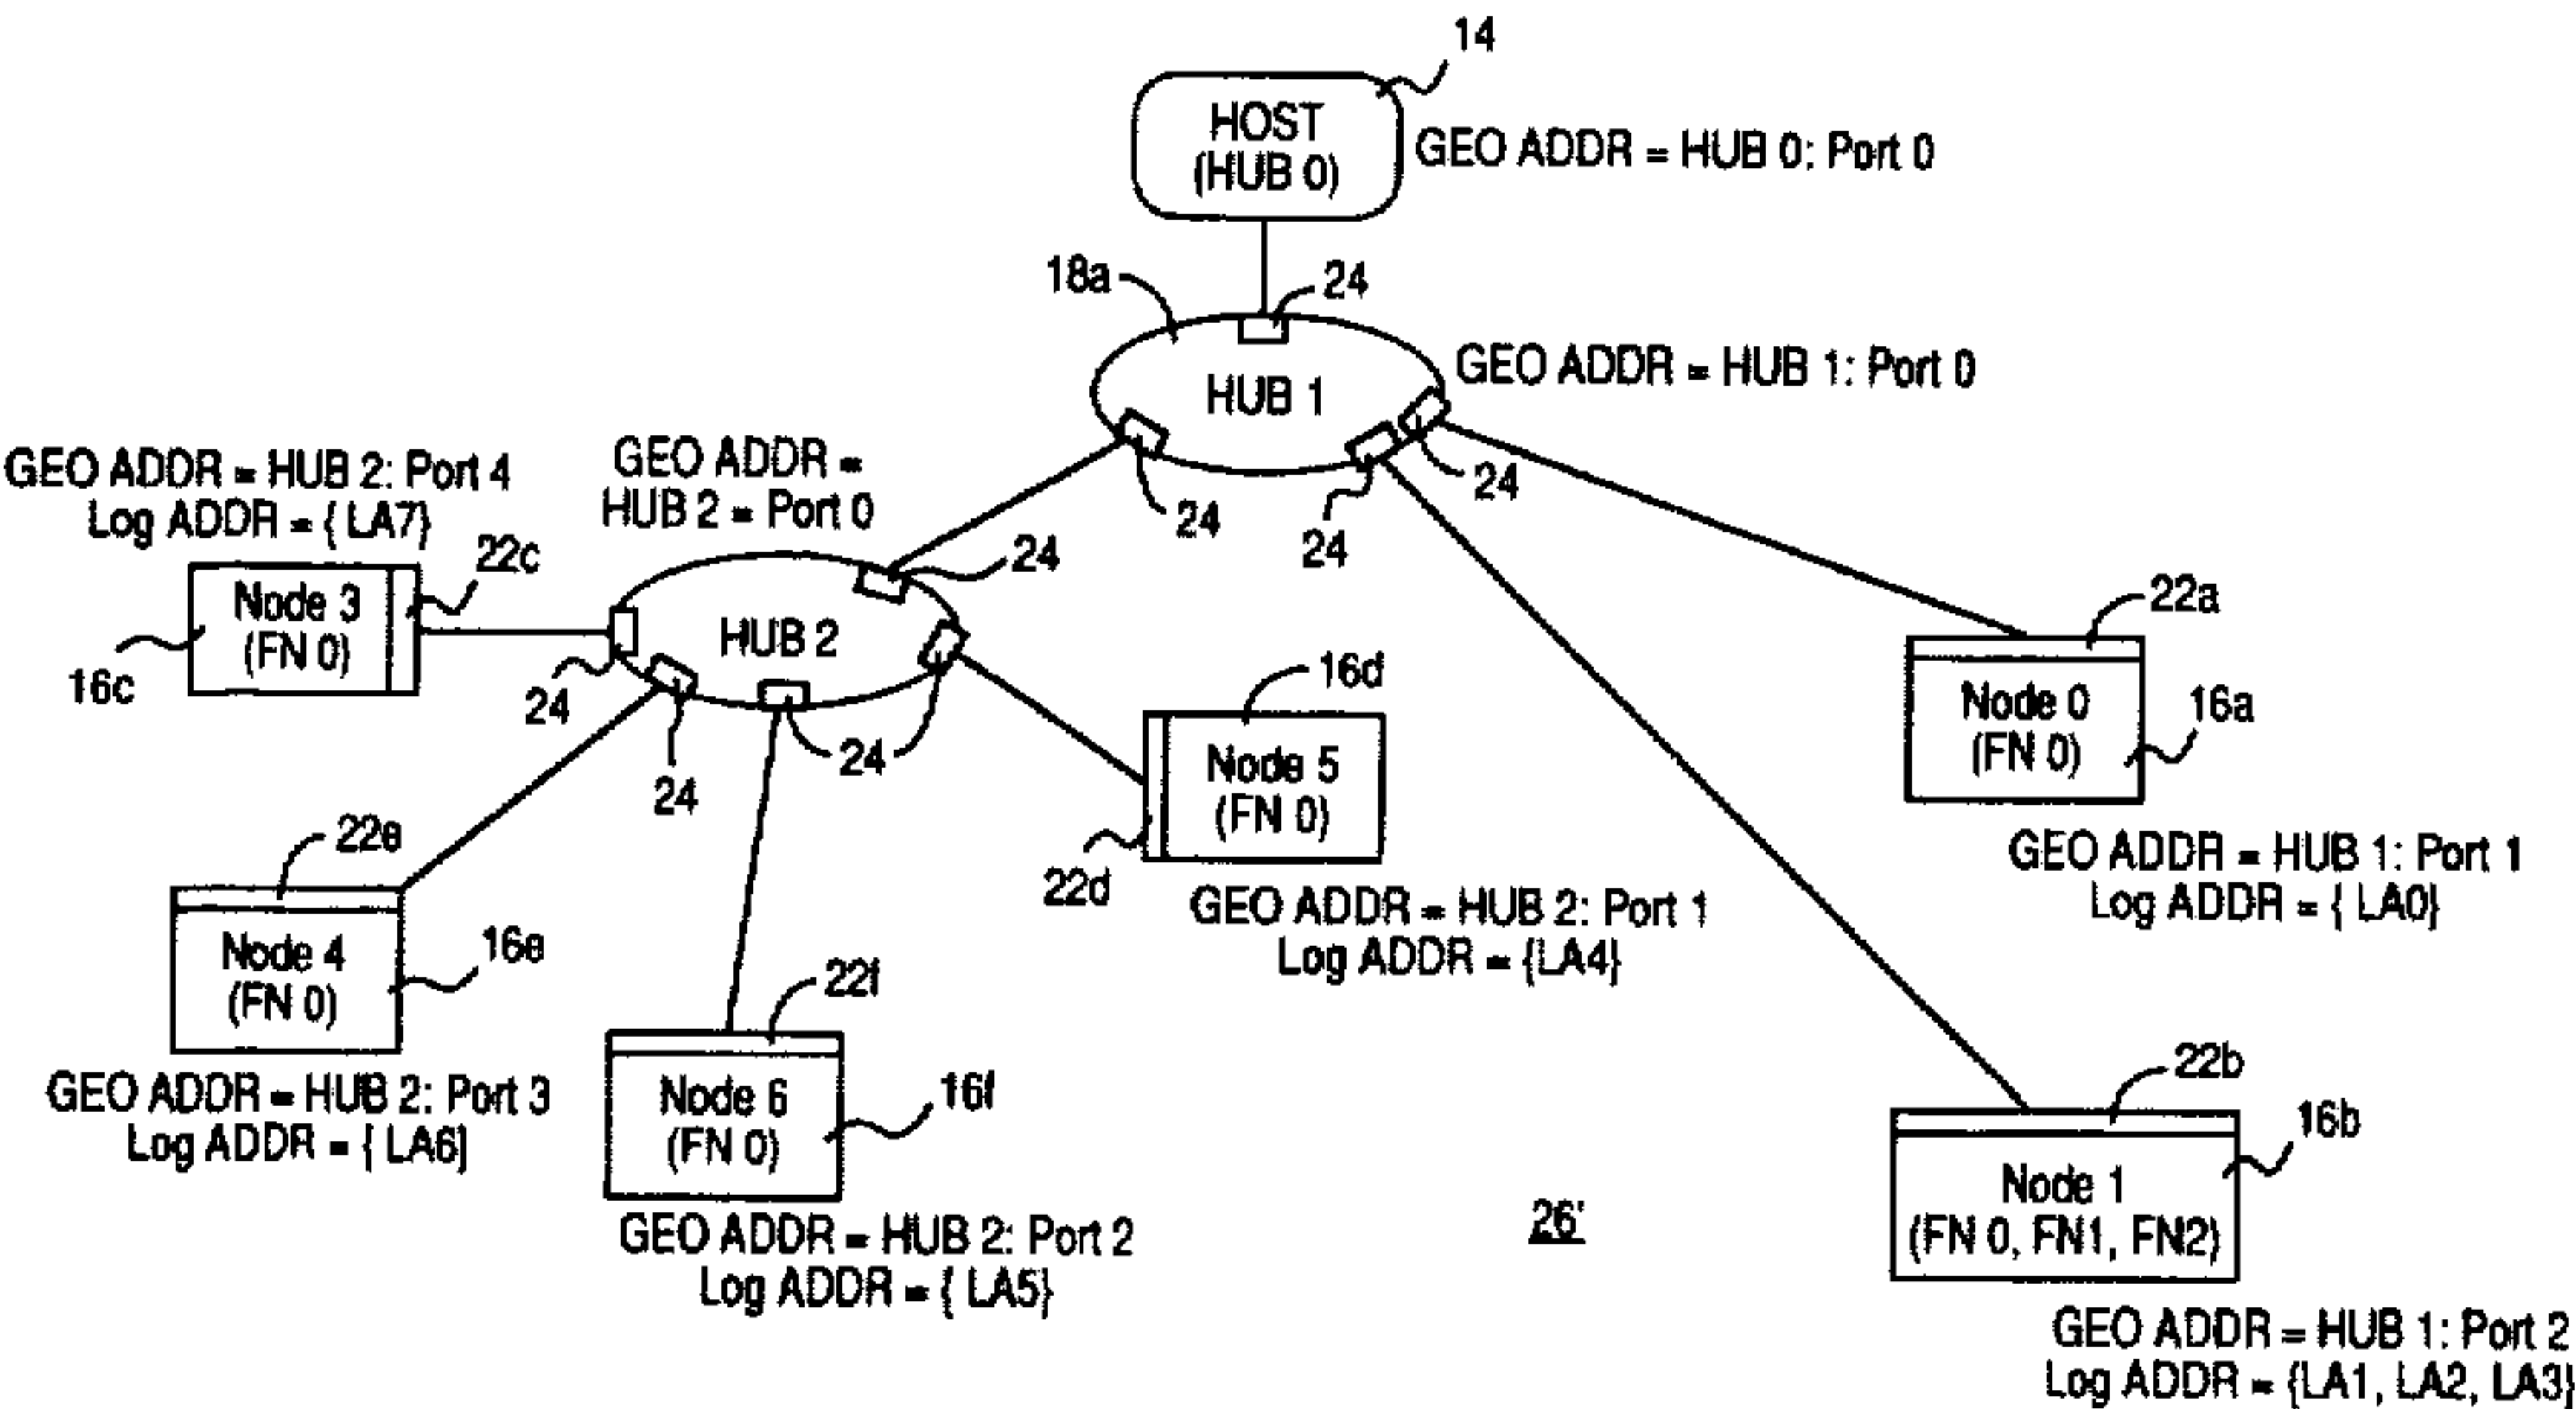 14
HOST
(HUB 0)
GEO ADDR = HUB 0: Port 0
18a
24
HUB 1
GEO ADDR = HUB 1: Port 0
24
24
24
GEO ADDR = HUB 2: Port 4
Log ADDR = { LA7}
GEO ADDR =
HUB 2 = Port 0
22c
Node 3
(FN 0)
16c
24
HUB 2
24
24
24
22a
Node 0
(FN 0)
16a
GEO ADDR = HUB 1: Port 1
Log ADDR = { LA0}
16d
Node 5
(FN 0)
22d
GEO ADDR = HUB 2: Port 1
Log ADDR = {LA4}
22e
Node 4
(FN 0)
16e
GEO ADDR = HUB 2: Port 3
Log ADDR = { LA6]
22f
Node 6
(FN 0)
16f
GEO ADDR = HUB 2: Port 2
Log ADDR = { LA5}
26'
22b
16b
Node 1
(FN 0, FN1, FN2)
GEO ADDR = HUB 1: Port 2
Log ADDR = {LA1, LA2, LA3}